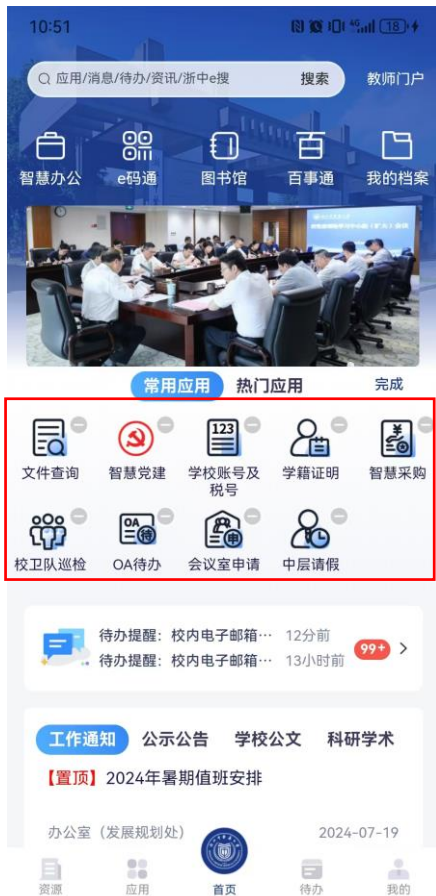 10:51 4G 18
应用/消息/待办/资讯/浙中e搜 搜索 教师门户
智慧办公 e码通 图书馆 百事通 我的档案
常用应用 热门应用 完成
123
文件查询 智慧党建 学校账号及税号 学籍证明 智慧采购
OA 待 申
校卫队巡检 OA待办 会议室申请 中层请假
待办提醒：校内电子邮箱… 12分前
待办提醒：校内电子邮箱… 13小时前
99+
工作通知 公示公告 学校公文 科研学术
【置顶】2024年暑期值班安排
办公室（发展规划处） 2024-07-19
资源 应用 首页 待办 我的